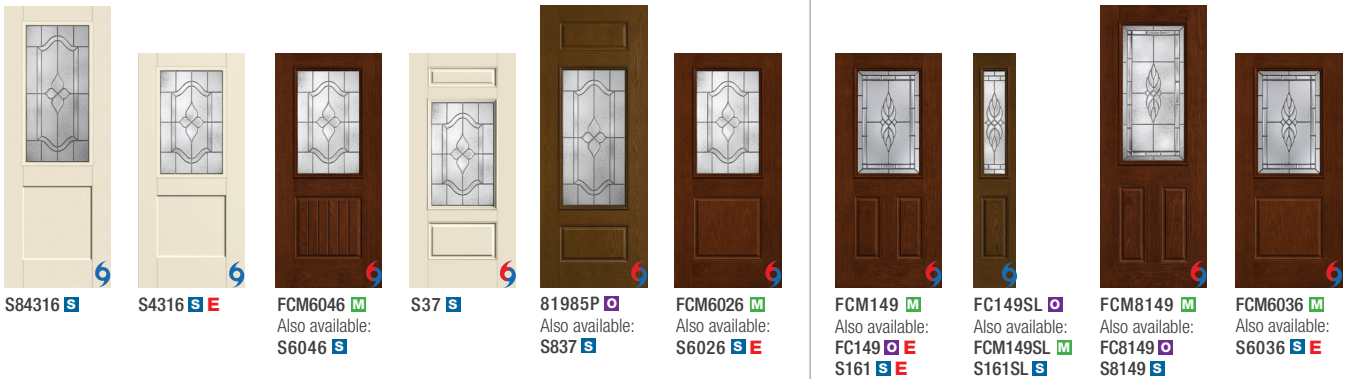 S84316 S
S4316 S E
FCM6046 M
Also available:
S6046 S
S37 S
81985P O
Also available:
S837 S
FCM6026 M
Also available:
S6026 S E
FCM149 M
Also available:
FC149 O E
S161 S E
FC149SL O
Also available:
FCM149SL M
S161SL S
FCM8149 M
Also available:
FC8149 O
S8149 S
FCM6036 M
Also available:
S6036 S E